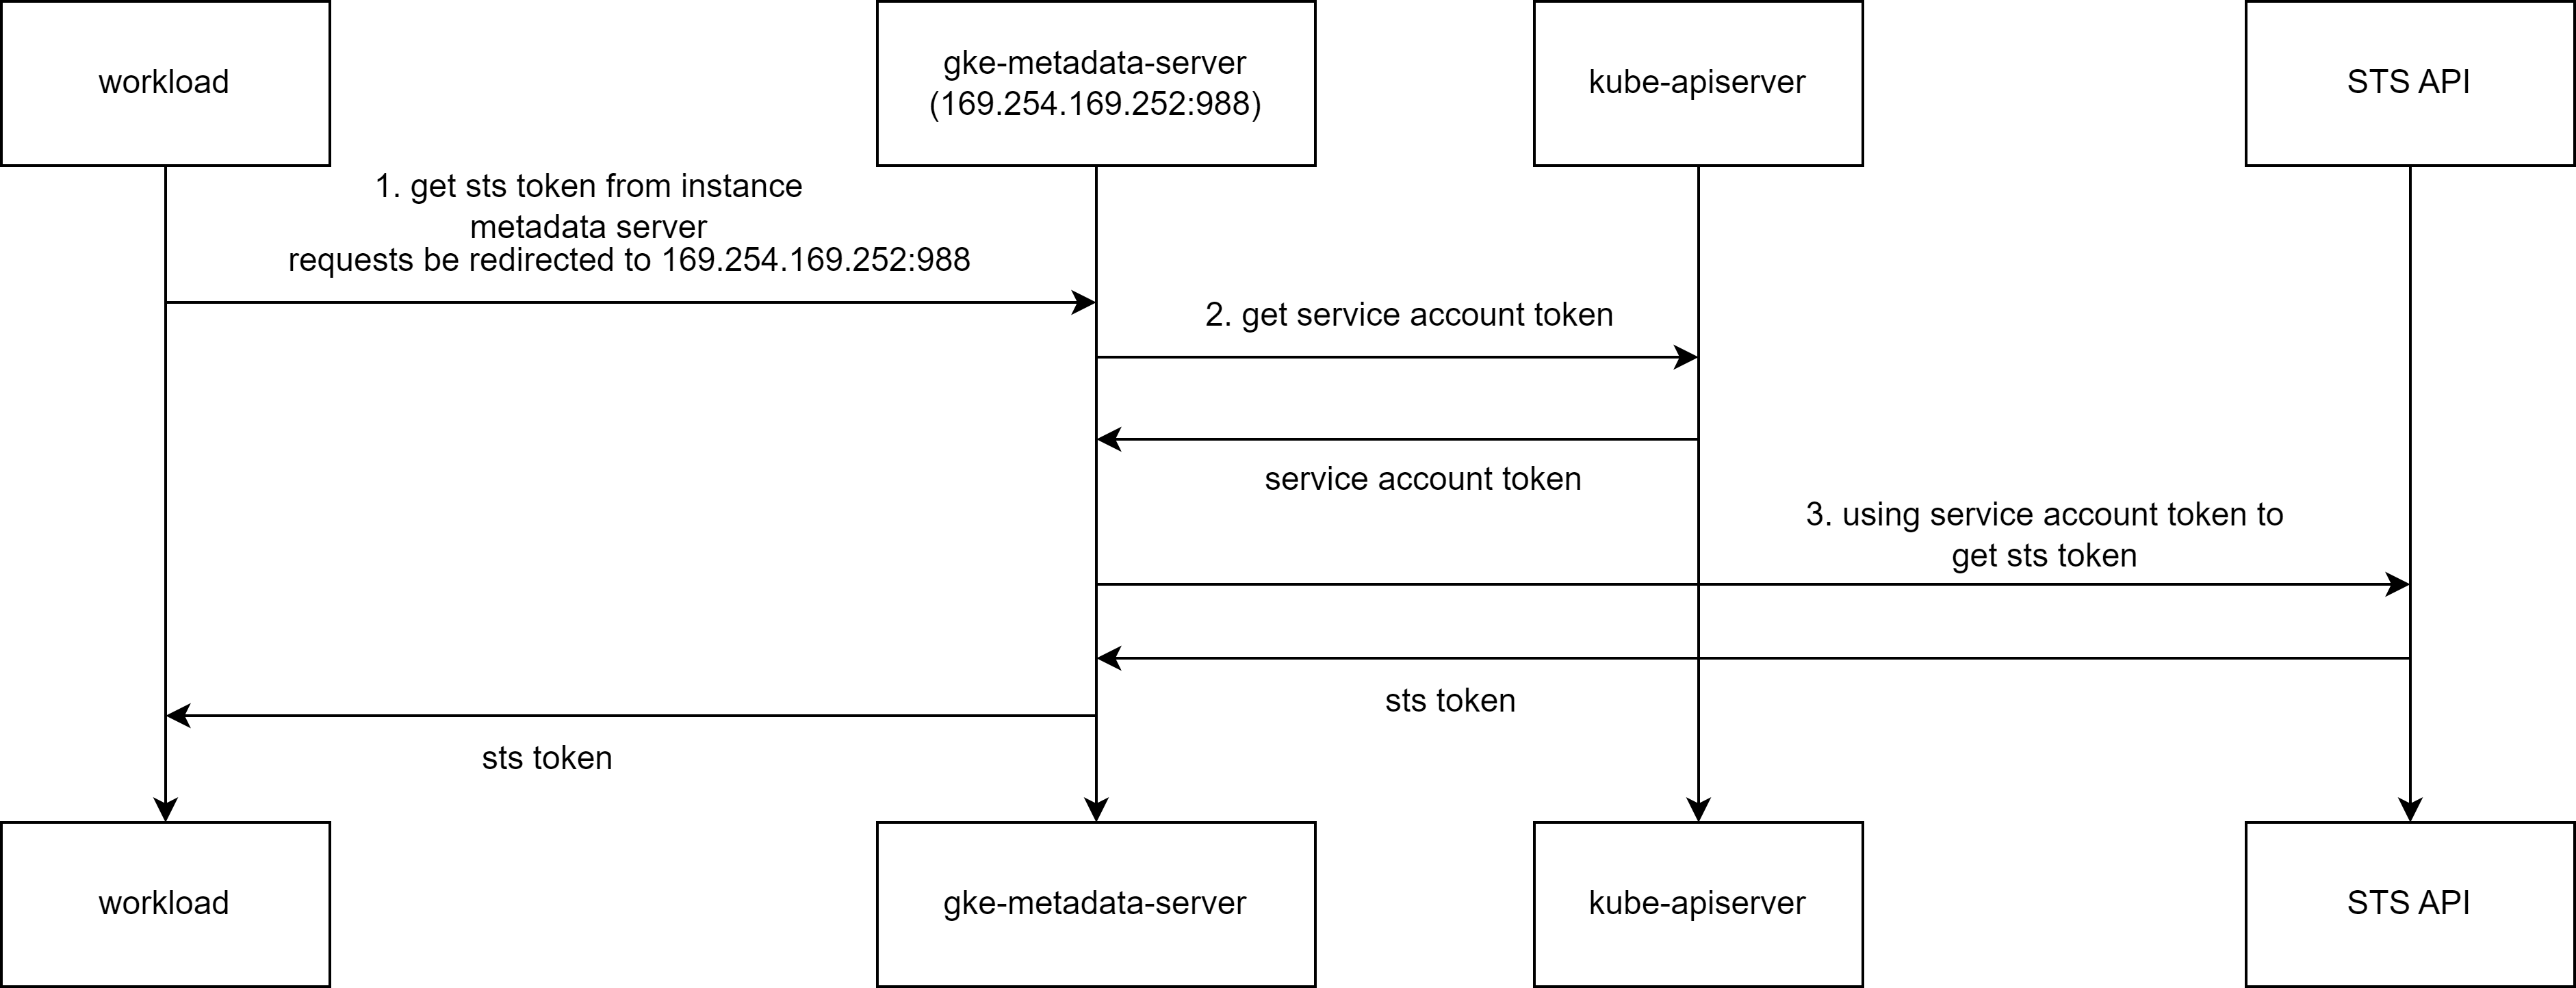 workload
gke-metadata-server
(169.254.169.252:988)
kube-apiserver
STS API
1. get sts token from instance
metadata server
requests be redirected to 169.254.169.252:988
2. get service account token
service account token
3. using service account token to
get sts token
sts token
sts token
workload
gke-metadata-server
kube-apiserver
STS API